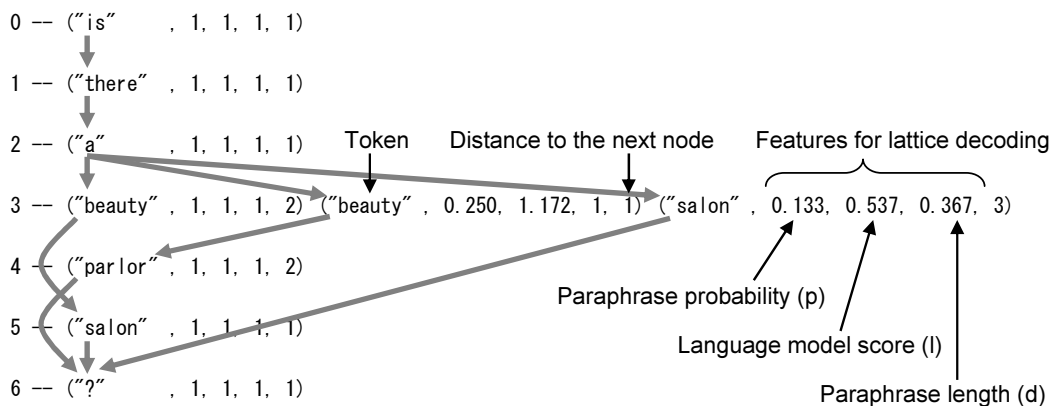 0 -- ("is" , 1, 1, 1, 1)
1 -- ("there" , 1, 1, 1, 1)
2 -- ("a" , 1, 1, 1, 1)
Token
Distance to the next node
Features for lattice decoding
3 -- ("beauty" , 1, 1, 1, 2) ("beauty" , 0.250, 1.172, 1, 1) ("salon" , 0.133, 0.537, 0.367, 3)
4 -- ("parlor" , 1, 1, 1, 2)
Paraphrase probability (p)
5 -- ("salon" , 1, 1, 1, 1)
Language model score (l)
6 -- ("?" , 1, 1, 1, 1)
Paraphrase length (d)